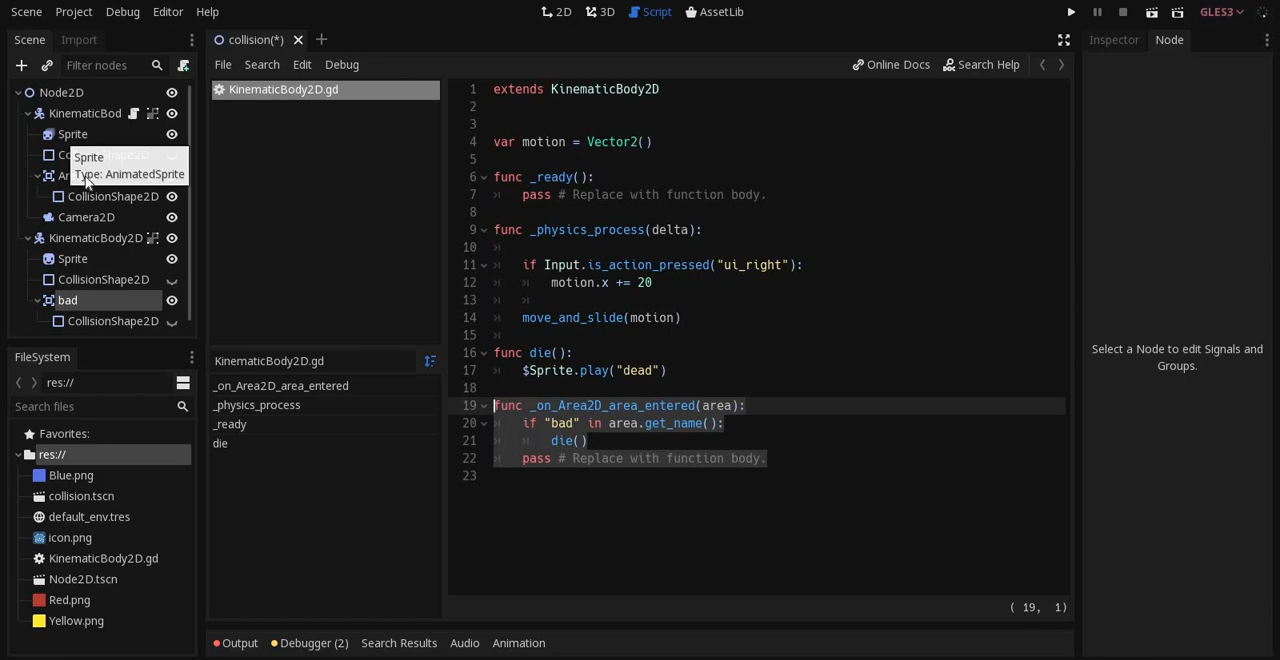 Scene Project Debug Editor Help
2D 3D Script AssetLib
GLES3
Scene Import
collision(*)
Inspector Node
Filter nodes
File Search Edit Debug
Online Docs Search Help
Node2D
KinematicBod
Sprite
Sprite
Type: AnimatedSprite
CollisionShape2D
Camera2D
KinematicBody2D
Sprite
CollisionShape2D
bad
CollisionShape2D
FileSystem
res://
Search files
Favorites:
res://
Blue.png
collision.tscn
default_env.tres
icon.png
KinematicBody2D.gd
Node2D.tscn
Red.png
Yellow.png
KinematicBody2D.gd
KinematicBody2D.gd
_on_Area2D_area_entered
_physics_process
_ready
die
1 extends KinematicBody2D
2
3
4 var motion = Vector2()
5
6 func _ready():
7 pass # Replace with function body.
8
9 func _physics_process(delta):
10
11 if Input.is_action_pressed("ui_right"):
12 motion.x += 20
13
14 move_and_slide(motion)
15
16 func die():
17 $Sprite.play("dead")
18
19 func _on_Area2D_area_entered(area):
20 if "bad" in area.get_name():
21 die()
22 pass # Replace with function body.
23
( 19, 1)
Output Debugger (2) Search Results Audio Animation
Select a Node to edit Signals and
Groups.